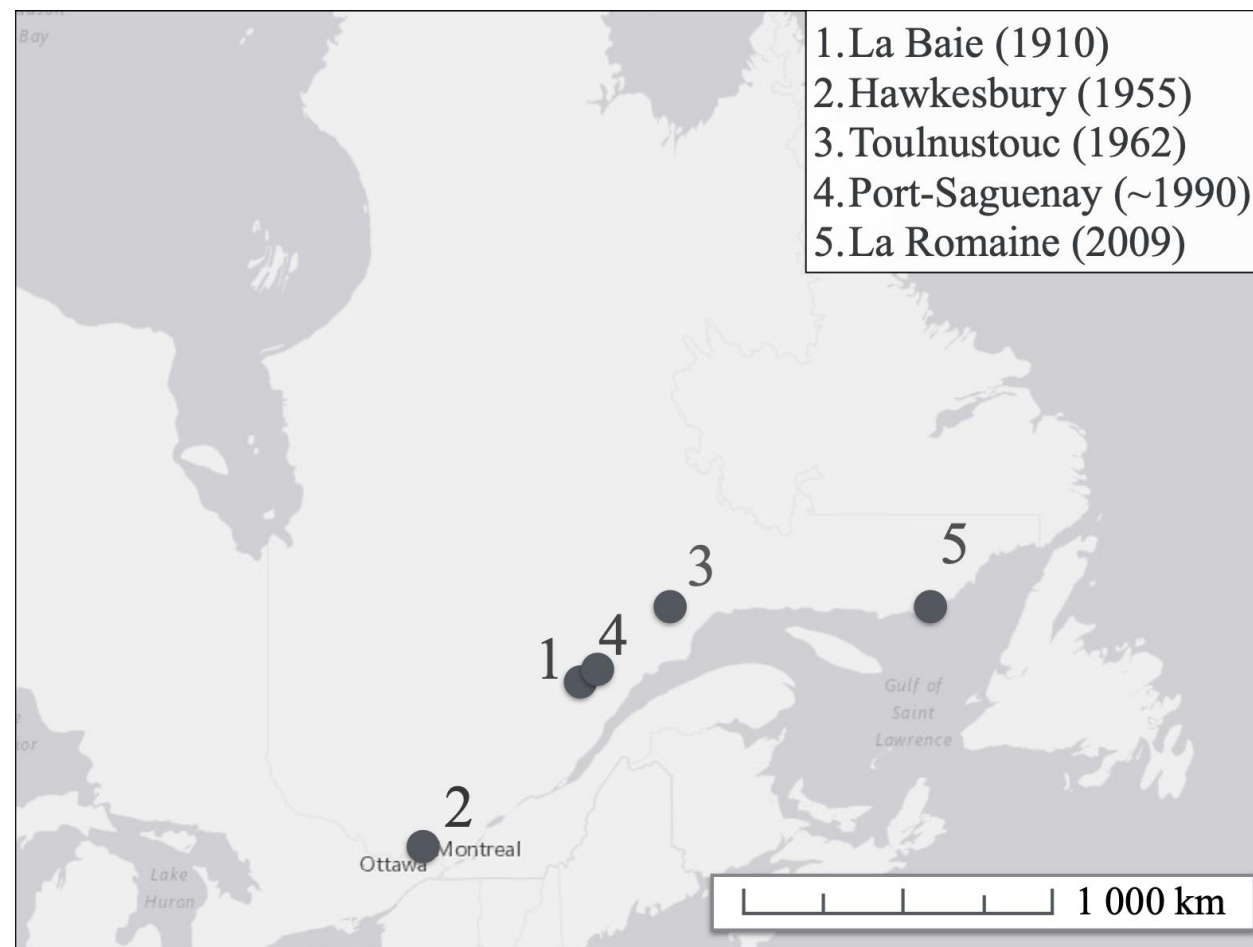 Bay
1.La Baie (1910)
2.Hawkesbury (1955)
3.Toulnustouc (1962)
4.Port-Saguenay (~1990)
5.La Romaine (2009)
5
3
4
1
Gulf of
Saint
Lawrence
2
Montreal
Ottawa
Lake
Huron
1 000 km